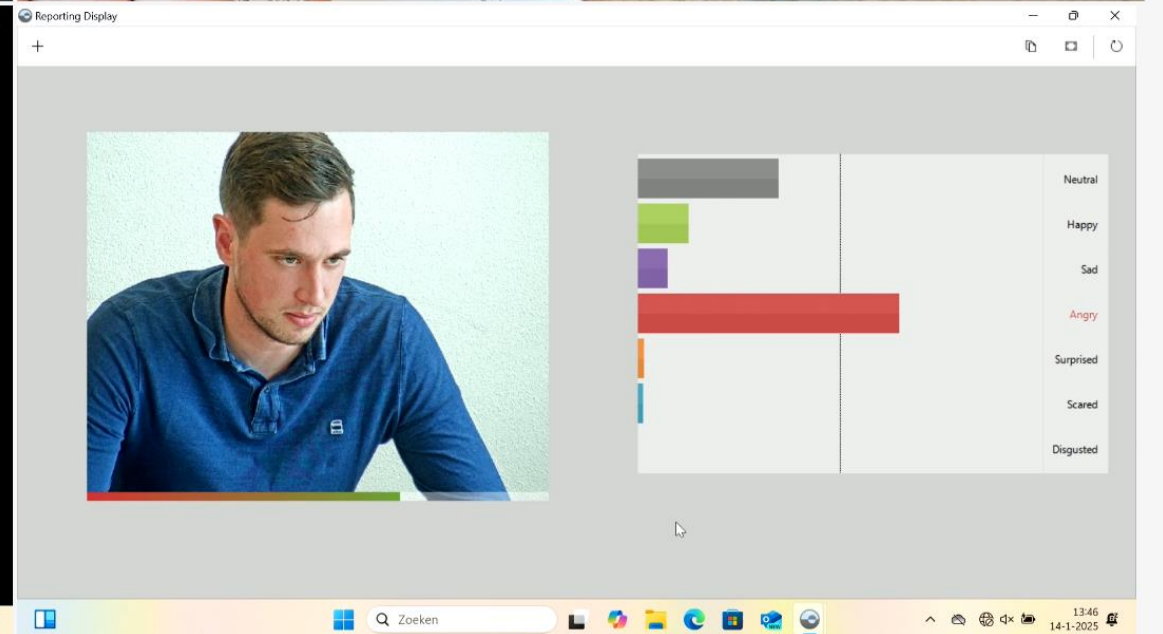 Reporting Display
Neutral
Happy
Sad
Angry
Surprised
Scared
Disgusted
Zoeken
13:46
14-1-2025